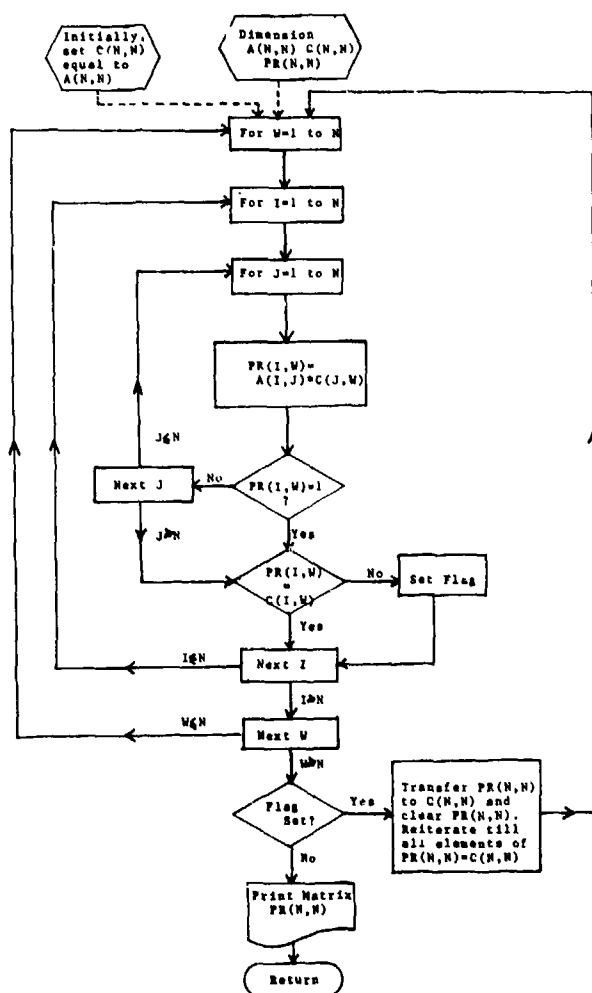 Initially,
set C(N,N)
equal to
A(N,N)
Dimension
A(N,N) C(N,N)
PR(N,N)
For W=1 to N
For I=1 to N
For J=1 to N
PR(I,W)=
A(I,J)*C(J,W)
J≤N
Next J
No
PR(I,W)=1
?
J>N
Yes
PR(I,W)
=
C(I,W)
No
Set Flag
Yes
I≤N
Next I
I>N
W≤N
Next W
W>N
Flag
Set?
Yes
Transfer PR(N,N)
to C(N,N) and
clear PR(N,N).
Reiterate till
all elements of
PR(N,N)=C(N,N)
No
Print Matrix
PR(N,N)
Return